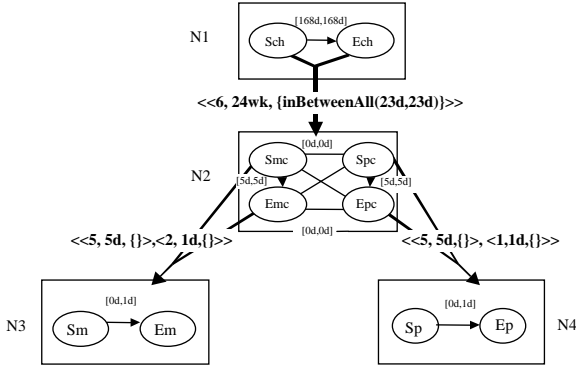 [168d,168d]
N1
Sch
Ech
<<6, 24wk, {inBetweenAll(23d,23d)}>>
[0d,0d]
N2
Smc
Spc
[5d,5d]
[5d,5d]
Emc
Epc
[0d,0d]
<<5, 5d, {}>,<2, 1d,{}>>
<<5, 5d,{}>, <1,1d,{}>>
N3
[0d,1d]
Sm
Em
[0d,1d]
Sp
Ep
N4